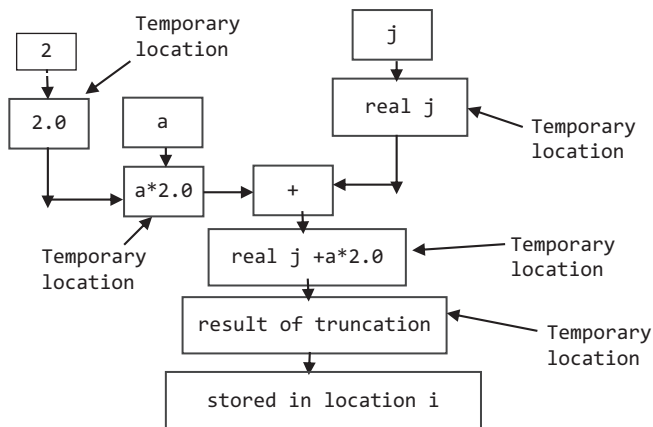 Temporary
location
2
j
2.0
a
real j
Temporary
location
a*2.0
+
Temporary
location
real j +a*2.0
Temporary
location
result of truncation
Temporary
location
stored in location i